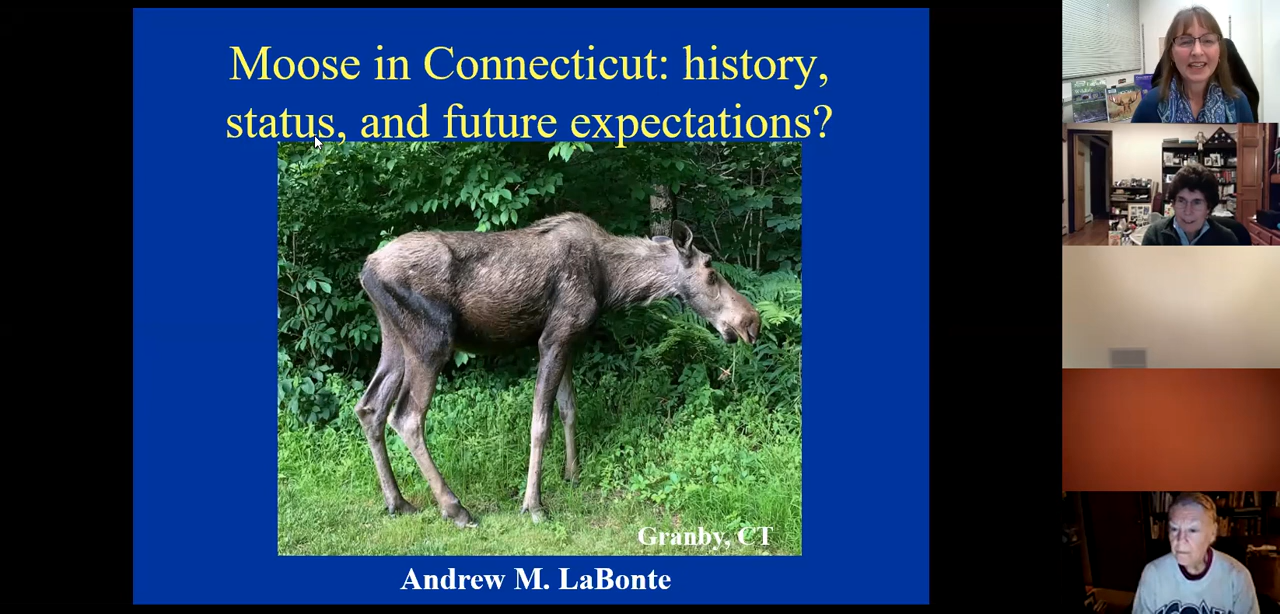 Moose in Connecticut: history,
status, and future expectations?
Granby, CT
Andrew M. LaBonte